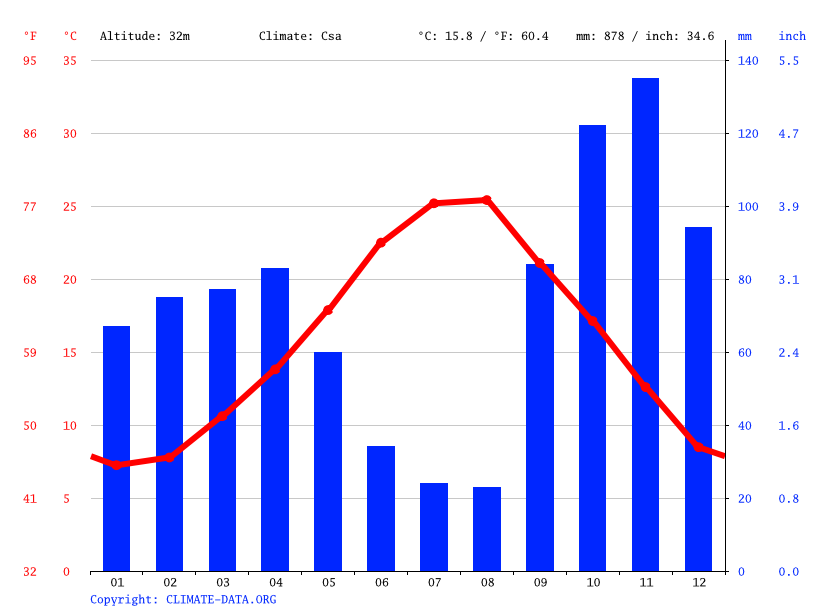 °F °C Altitude: 32m Climate: Csa °C: 15.8 / °F: 60.4 mm: 878 / inch: 34.6 mm inch
95 35 140 5.5
86 30 120 4.7
77 25 100 3.9
68 20 80 3.1
59 15 60 2.4
50 10 40 1.6
41 5 20 0.8
32 0 0 0.0
01 02 03 04 05 06 07 08 09 10 11 12
Copyright: CLIMATE-DATA.ORG